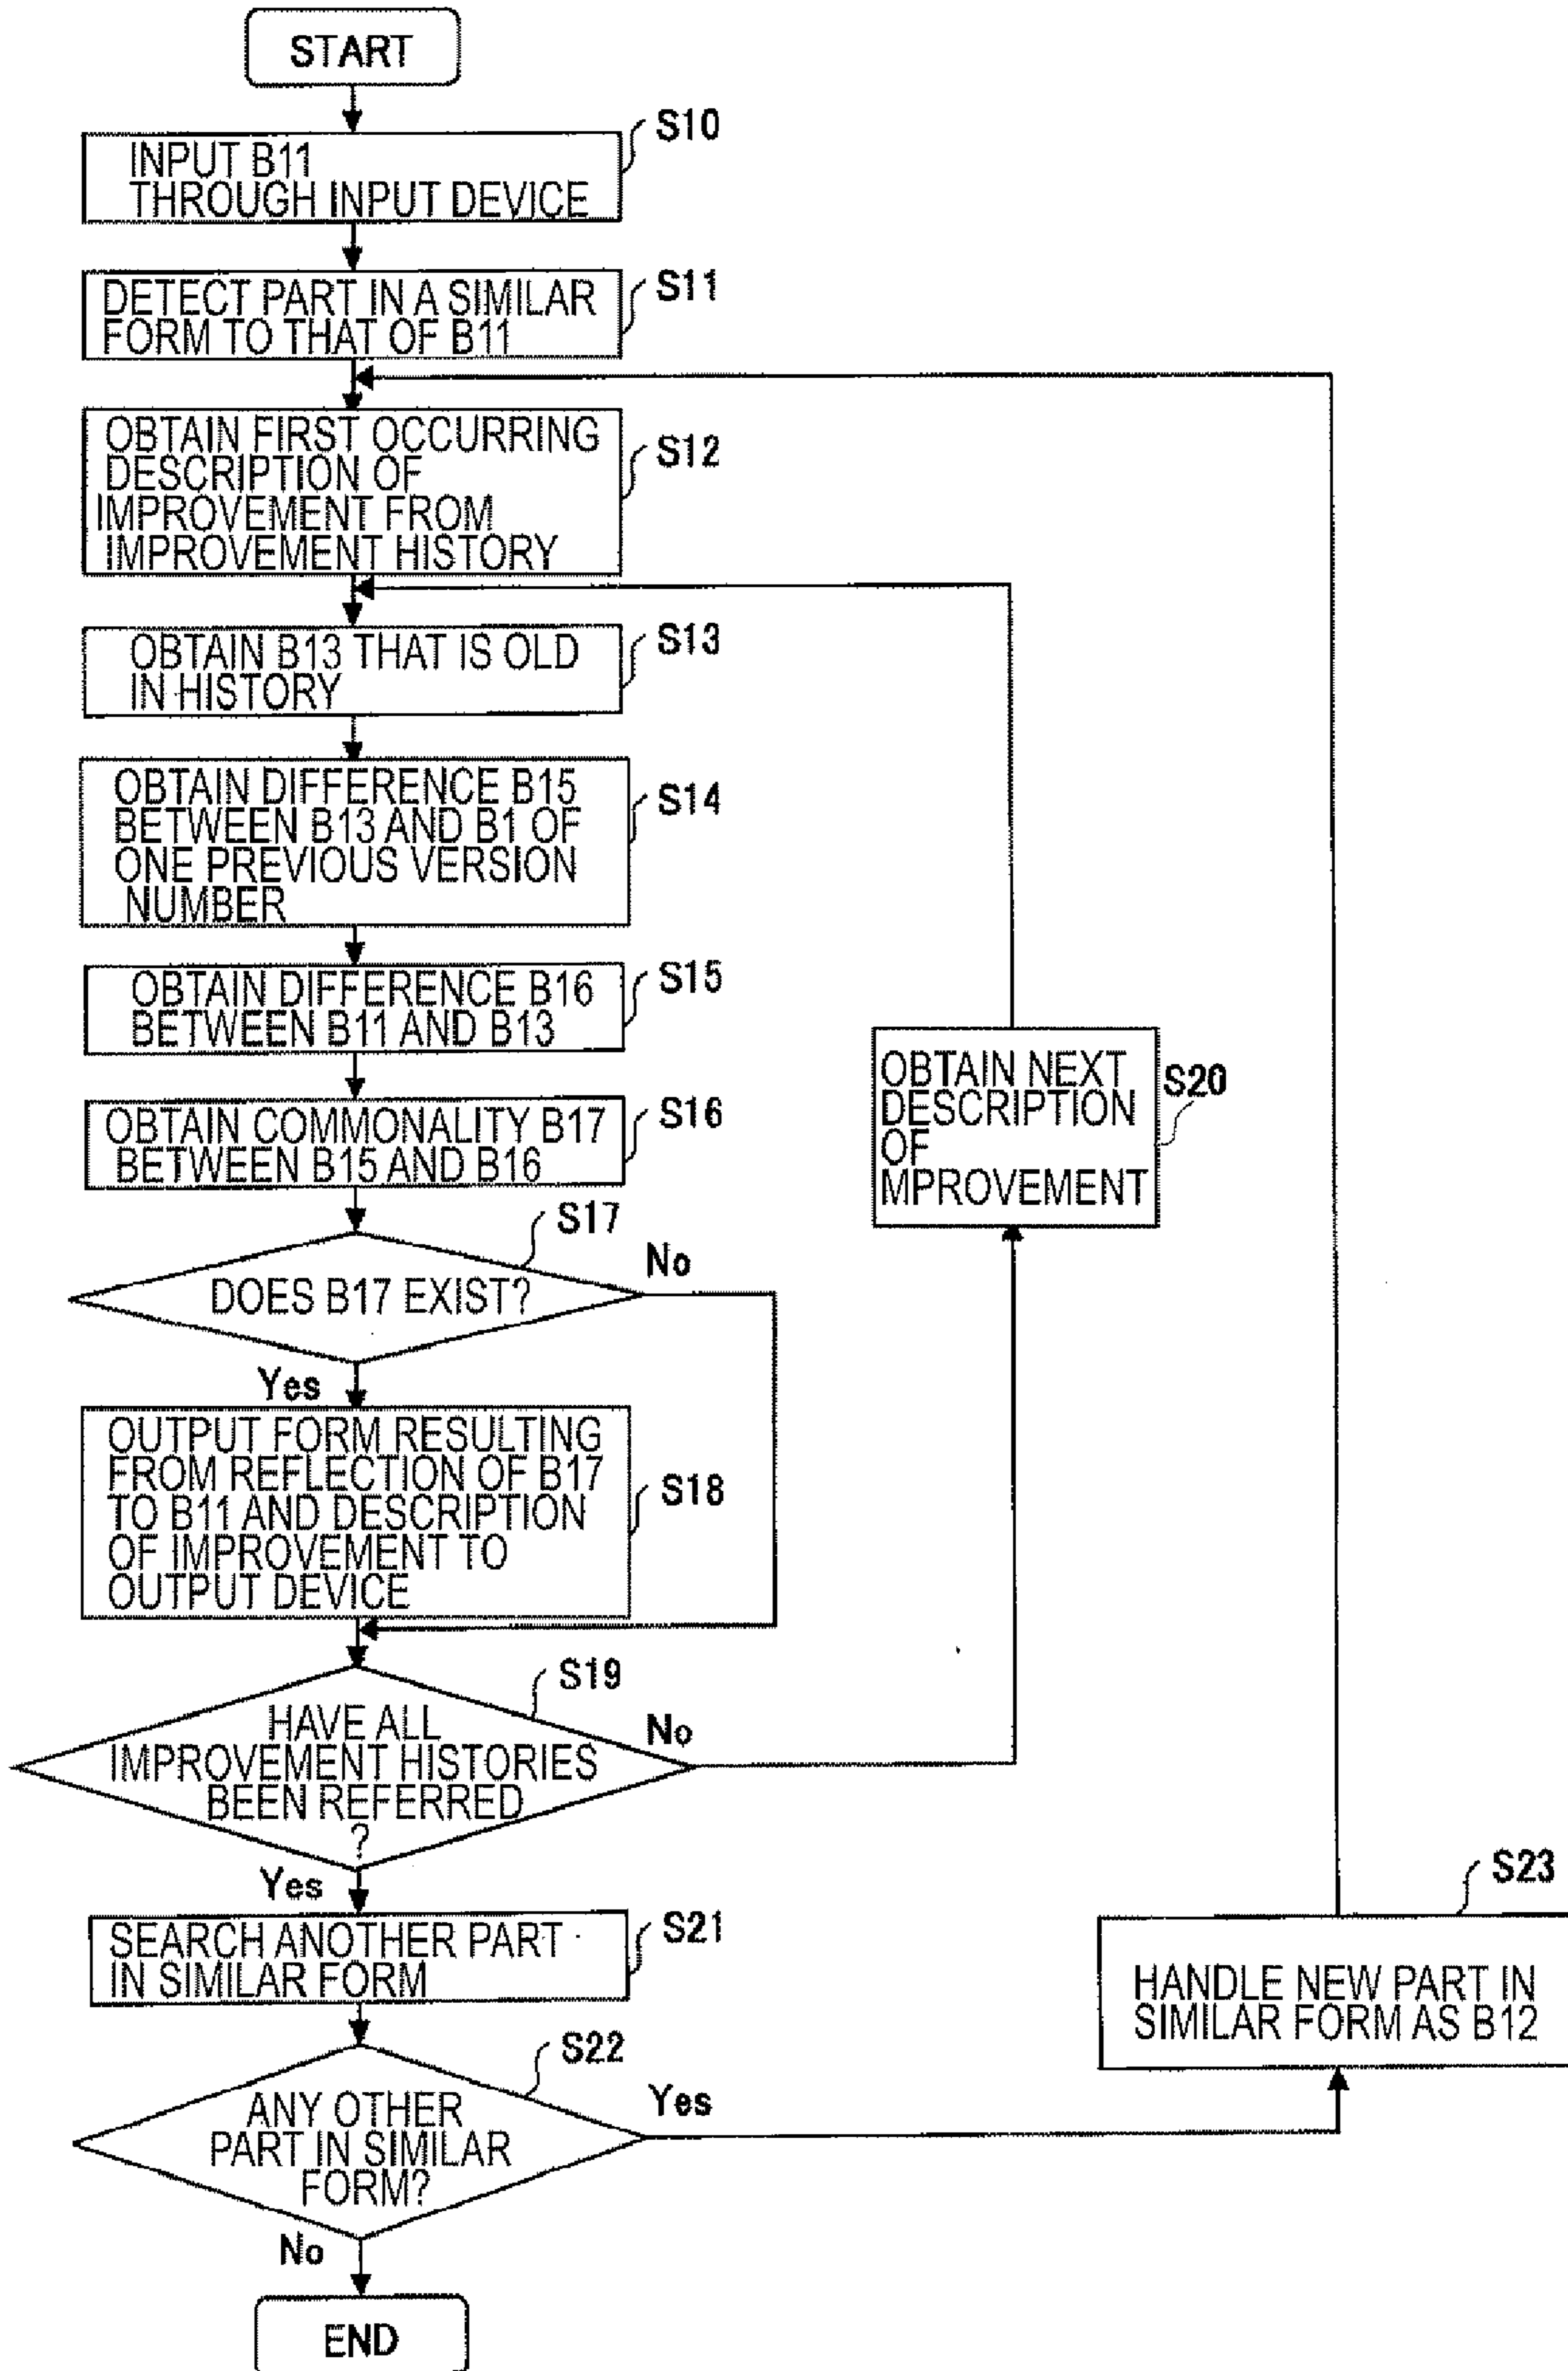 START
S10
INPUT B11
THROUGH INPUT DEVICE
S11
DETECT PART IN A SIMILAR
FORM TO THAT OF B11
S12
OBTAIN FIRST OCCURRING
DESCRIPTION OF
IMPROVEMENT FROM
IMPROVEMENT HISTORY
S13
OBTAIN B13 THAT IS OLD
IN HISTORY
S14
OBTAIN DIFFERENCE B15
BETWEEN B13 AND B1 OF
ONE PREVIOUS VERSION
NUMBER
S15
OBTAIN DIFFERENCE B16
BETWEEN B11 AND B13
S16
OBTAIN COMMONALITY B17
BETWEEN B15 AND B16
S17
DOES B17 EXIST?
No
Yes
S18
OUTPUT FORM RESULTING
FROM REFLECTION OF B17
TO B11 AND DESCRIPTION
OF IMPROVEMENT TO
OUTPUT DEVICE
S19
HAVE ALL
IMPROVEMENT HISTORIES
BEEN REFERRED
?
No
Yes
S20
OBTAIN NEXT
DESCRIPTION
OF
MPROVEMENT
S21
SEARCH ANOTHER PART
IN SIMILAR FORM
S22
ANY OTHER
PART IN SIMILAR
FORM?
Yes
No
S23
HANDLE NEW PART IN
SIMILAR FORM AS B12
END